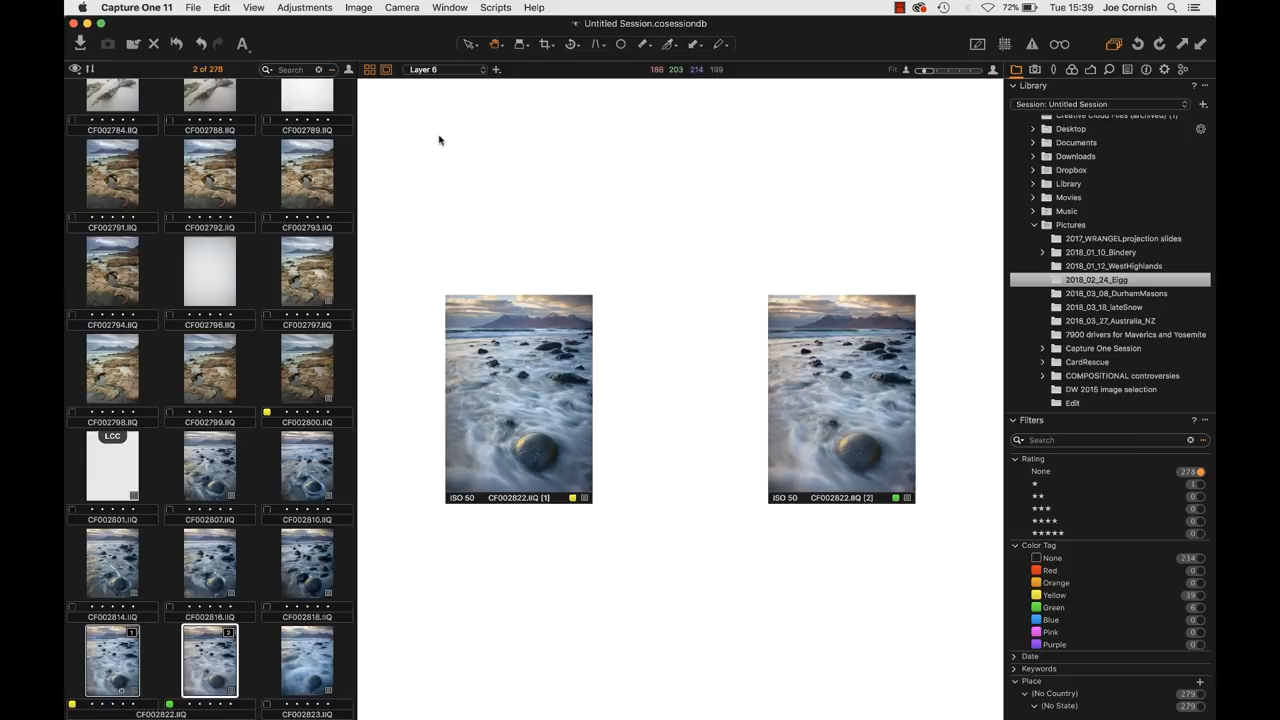 Capture One 11 File Edit View Adjustments Image Camera Window Scripts Help 72% Tue 15:39 Joe Cornish
Untitled Session.cosessiondb
2 of 278 Search Layer 6 186 203 214 199 Fit
Library
Session: Untitled Session
Creative Cloud Files (archived) (1)
Desktop
Documents
Downloads
Dropbox
Library
Movies
Music
Pictures
2017_WRANGELprojection slides
2018_01_10_Bindery
2018_01_12_WestHighlands
2018_02_24_Eigg
2018_03_08_DurhamMasons
2018_03_18_lateSnow
2018_03_27_Australia_NZ
7900 drivers for Maverics and Yosemite
Capture One Session
CardRescue
COMPOSITIONAL controversies
DW 2015 image selection
Edit
Filters
Search
Rating
None 278
1
0
0
0
0
Color Tag
None 234
Red 0
Orange 0
Yellow 39
Green 6
Blue 0
Pink 0
Purple 0
Date
Keywords
Place
(No Country) 279
(No State) 279
CF002784.IIQ CF002788.IIQ CF002789.IIQ
CF002791.IIQ CF002792.IIQ CF002793.IIQ
CF002794.IIQ CF002796.IIQ CF002797.IIQ
CF002798.IIQ CF002799.IIQ CF002800.IIQ
LCC
CF002801.IIQ CF002807.IIQ CF002810.IIQ
CF002814.IIQ CF002816.IIQ CF002818.IIQ
1 2
CF002822.IIQ CF002823.IIQ
ISO 50 CF002822.IIQ [1]
ISO 50 CF002822.IIQ [2]